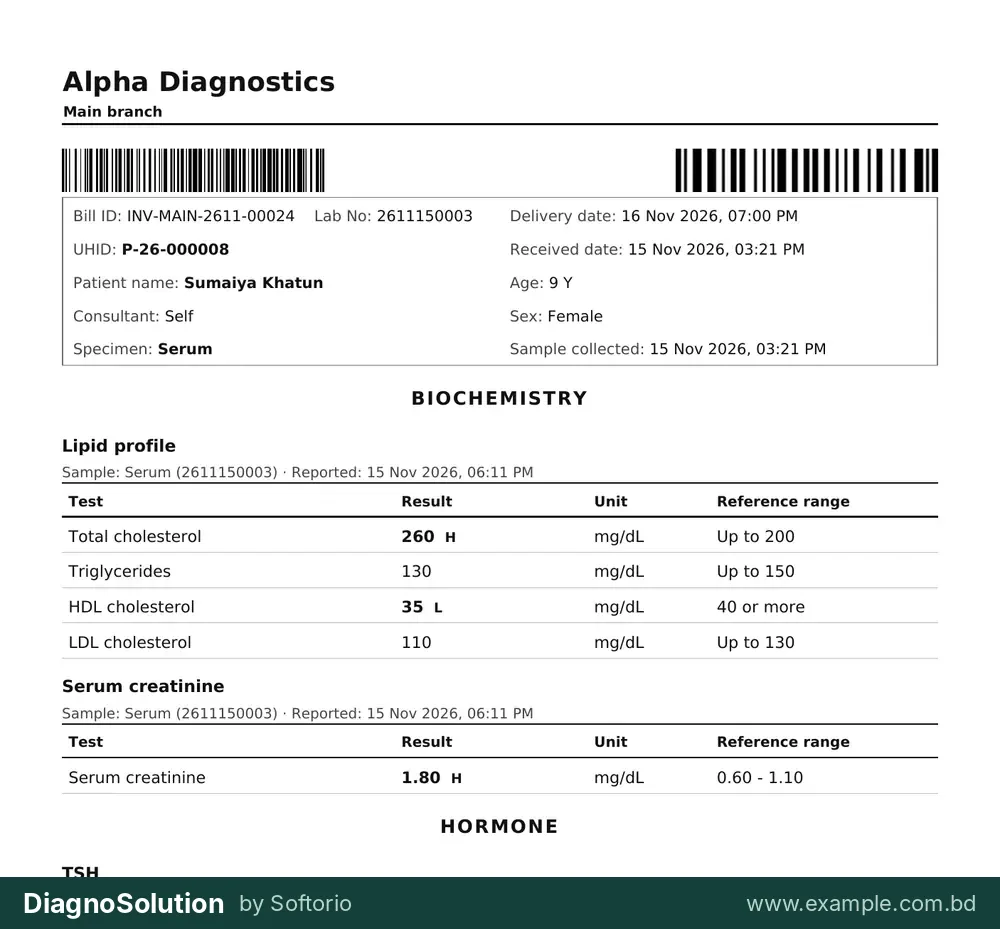 Alpha Diagnostics
Main branch
Bill ID: INV-MAIN-2611-00024 Lab No: 2611150003 Delivery date: 16 Nov 2026, 07:00 PM
UHID: P-26-000008 Received date: 15 Nov 2026, 03:21 PM
Patient name: Sumaiya Khatun Age: 9 Y
Consultant: Self Sex: Female
Specimen: Serum Sample collected: 15 Nov 2026, 03:21 PM
BIOCHEMISTRY
Lipid profile
Sample: Serum (2611150003) · Reported: 15 Nov 2026, 06:11 PM
Test Result Unit Reference range
Total cholesterol 260 H mg/dL Up to 200
Triglycerides 130 mg/dL Up to 150
HDL cholesterol 35 L mg/dL 40 or more
LDL cholesterol 110 mg/dL Up to 130
Serum creatinine
Sample: Serum (2611150003) · Reported: 15 Nov 2026, 06:11 PM
Test Result Unit Reference range
Serum creatinine 1.80 H mg/dL 0.60 - 1.10
HORMONE
TSH
DiagnoSolution by Softorio www.example.com.bd